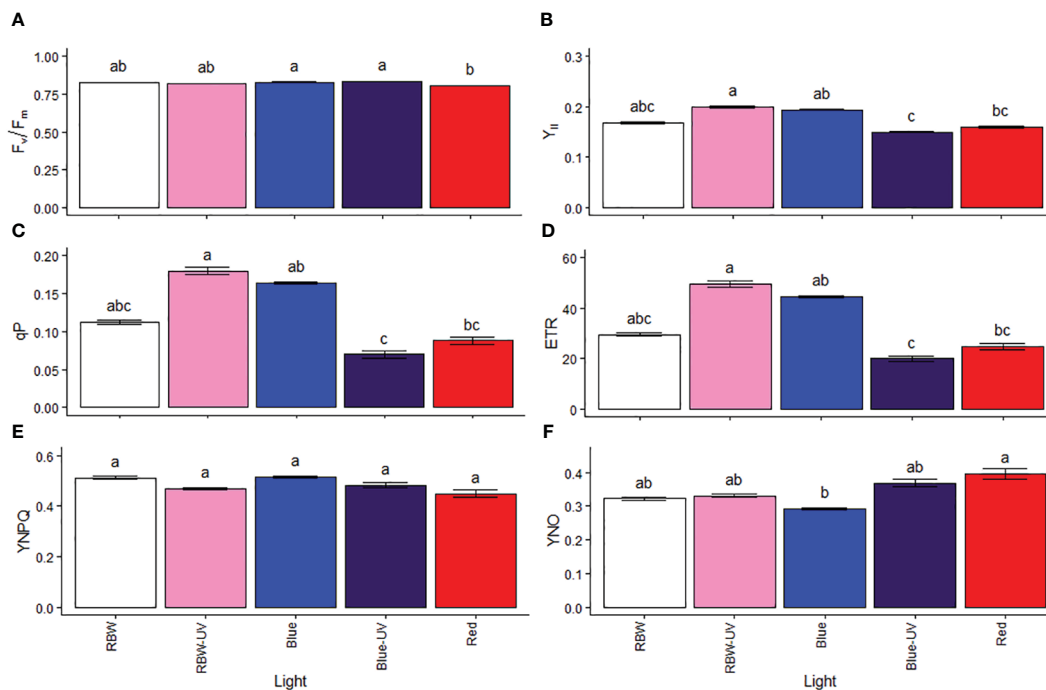 A
1.00
0.75
0.50
0.25
0.00
Fv/Fm
ab
ab
a
a
b
B
0.3
0.2
0.1
0.0
YII
abc
a
ab
c
bc
C
0.20
0.15
0.10
0.05
0.00
qP
abc
a
ab
c
bc
D
60
40
20
0
ETR
abc
a
ab
c
bc
E
0.6
0.4
0.2
0.0
YNPQ
a
a
a
a
a
RBW
RBW-UV
Blue
Blue-UV
Red
Light
F
0.4
0.3
0.2
0.1
0.0
YNO
ab
ab
b
ab
a
RBW
RBW-UV
Blue
Blue-UV
Red
Light